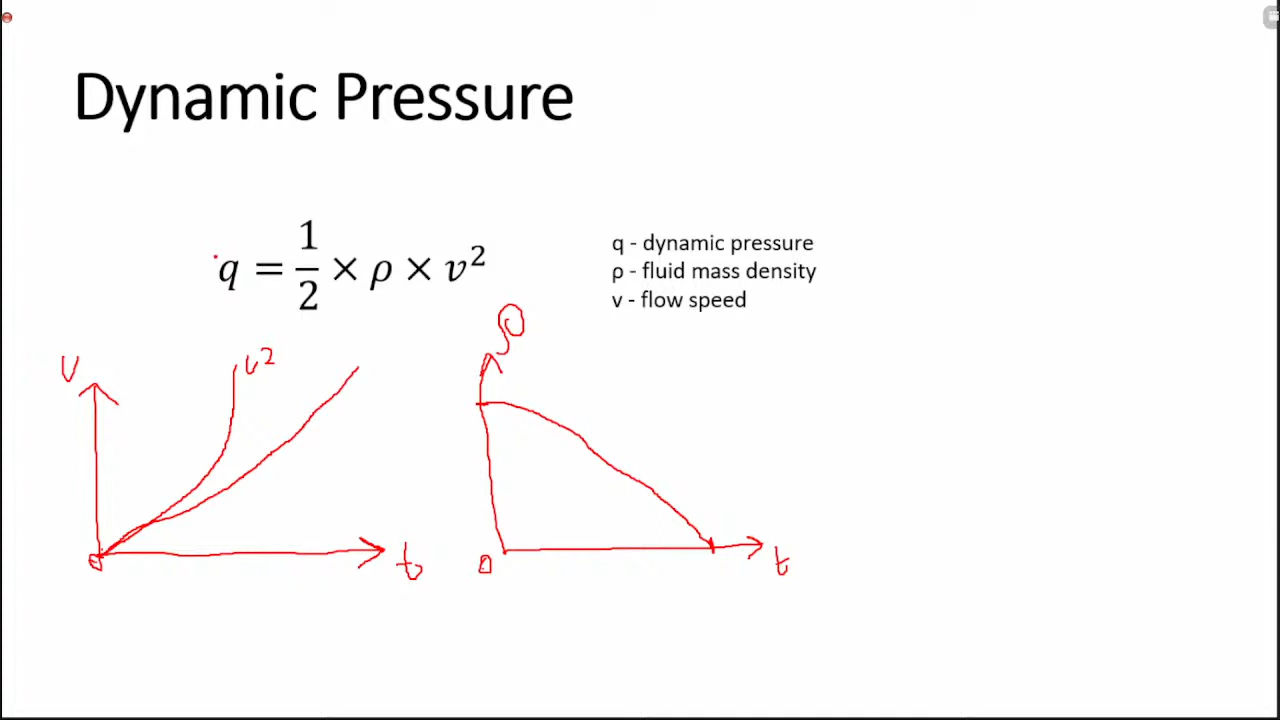 Dynamic Pressure
q = 1/2 × ρ × v²
q - dynamic pressure
ρ - fluid mass density
v - flow speed
v
v²
0
t
ρ
0
t